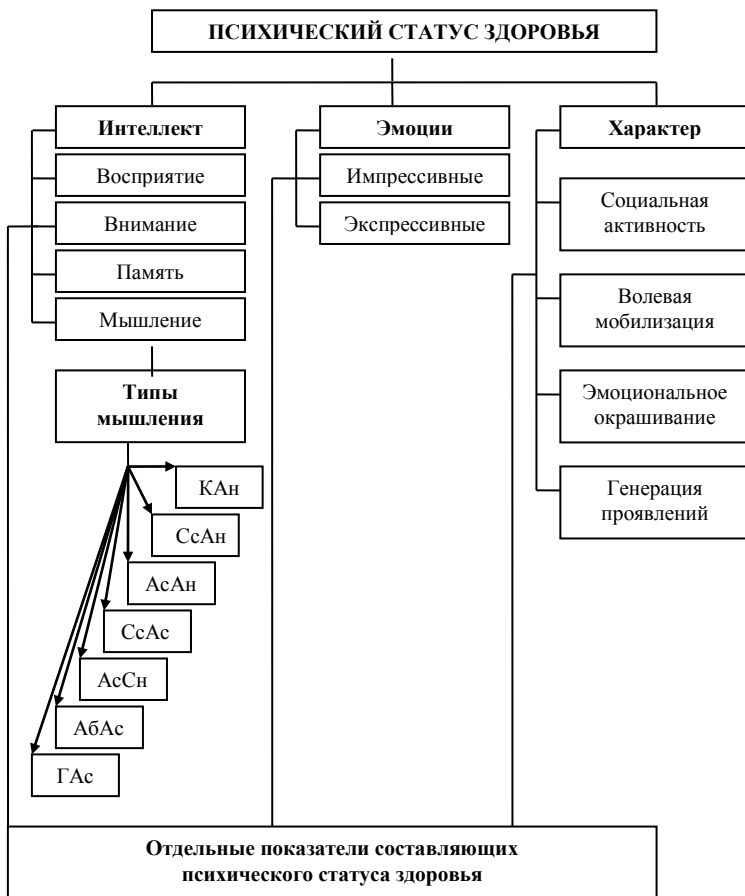 ПСИХИЧЕСКИЙ СТАТУС ЗДОРОВЬЯ
Интеллект
Восприятие
Внимание
Память
Мышление
Типы
мышления
КАн
СсАн
АсАн
СсАс
АсСн
АбАс
ГАс
Эмоции
Импрессивные
Экспрессивные
Характер
Социальная
активность
Волевая
мобилизация
Эмоциональное
окрашивание
Генерация
проявлений
Отдельные показатели составляющих
психического статуса здоровья